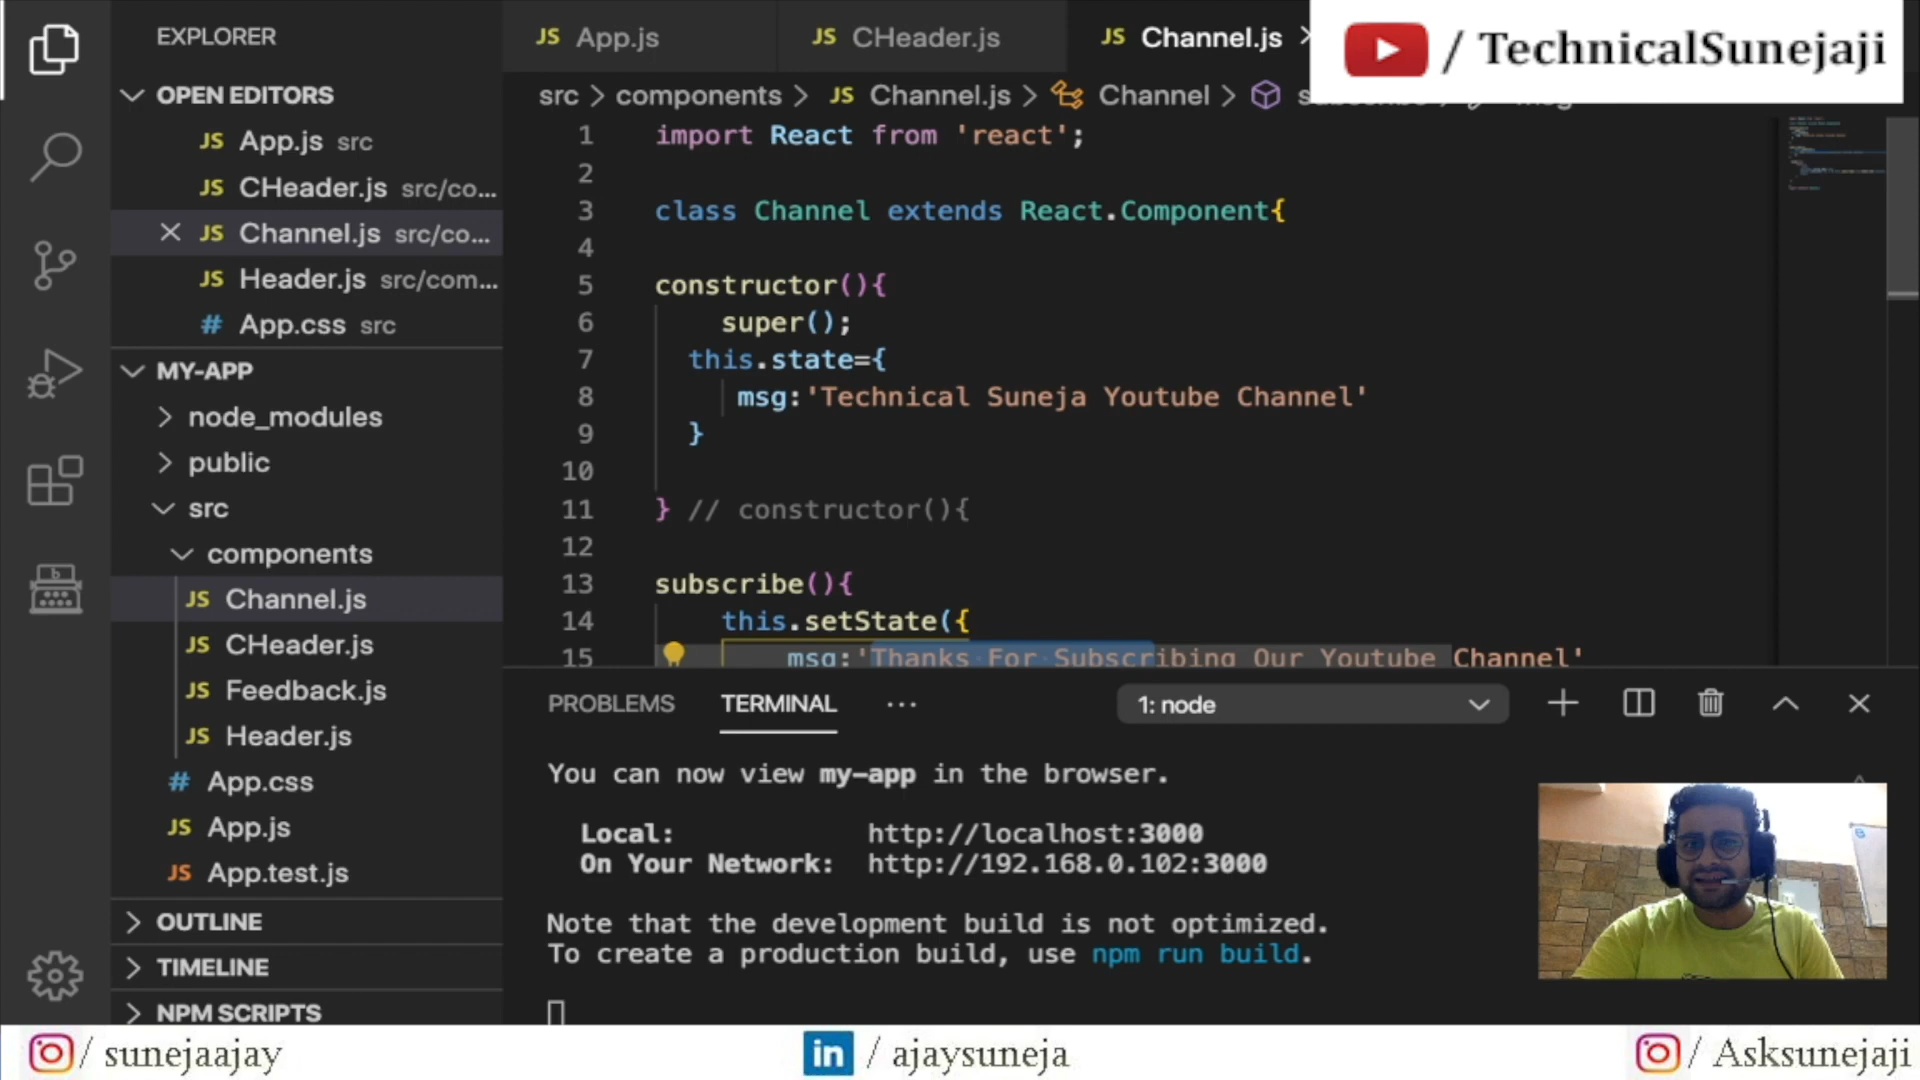 EXPLORER
OPEN EDITORS
JS App.js src
JS CHeader.js src/co...
JS Channel.js src/co...
JS Header.js src/com...
# App.css src
MY-APP
node_modules
public
src
components
JS Channel.js
JS CHeader.js
JS Feedback.js
JS Header.js
# App.css
JS App.js
JS App.test.js
OUTLINE
TIMELINE
NPM SCRIPTS
JS App.js
JS CHeader.js
JS Channel.js
/ TechnicalSunejaji
src > components > JS Channel.js > Channel >
1 import React from 'react';
2
3 class Channel extends React.Component{
4
5 constructor(){
6 super();
7 this.state={
8 msg:'Technical Suneja Youtube Channel'
9 }
10
11 } // constructor(){
12
13 subscribe(){
14 this.setState({
15 msg:'Thanks For Subscribing Our Youtube Channel'
PROBLEMS TERMINAL ... 1: node
You can now view my-app in the browser.
Local: http://localhost:3000
On Your Network: http://192.168.0.102:3000
Note that the development build is not optimized.
To create a production build, use npm run build.
/ sunejaajay
in / ajaysuneja
/ Asksunejaji